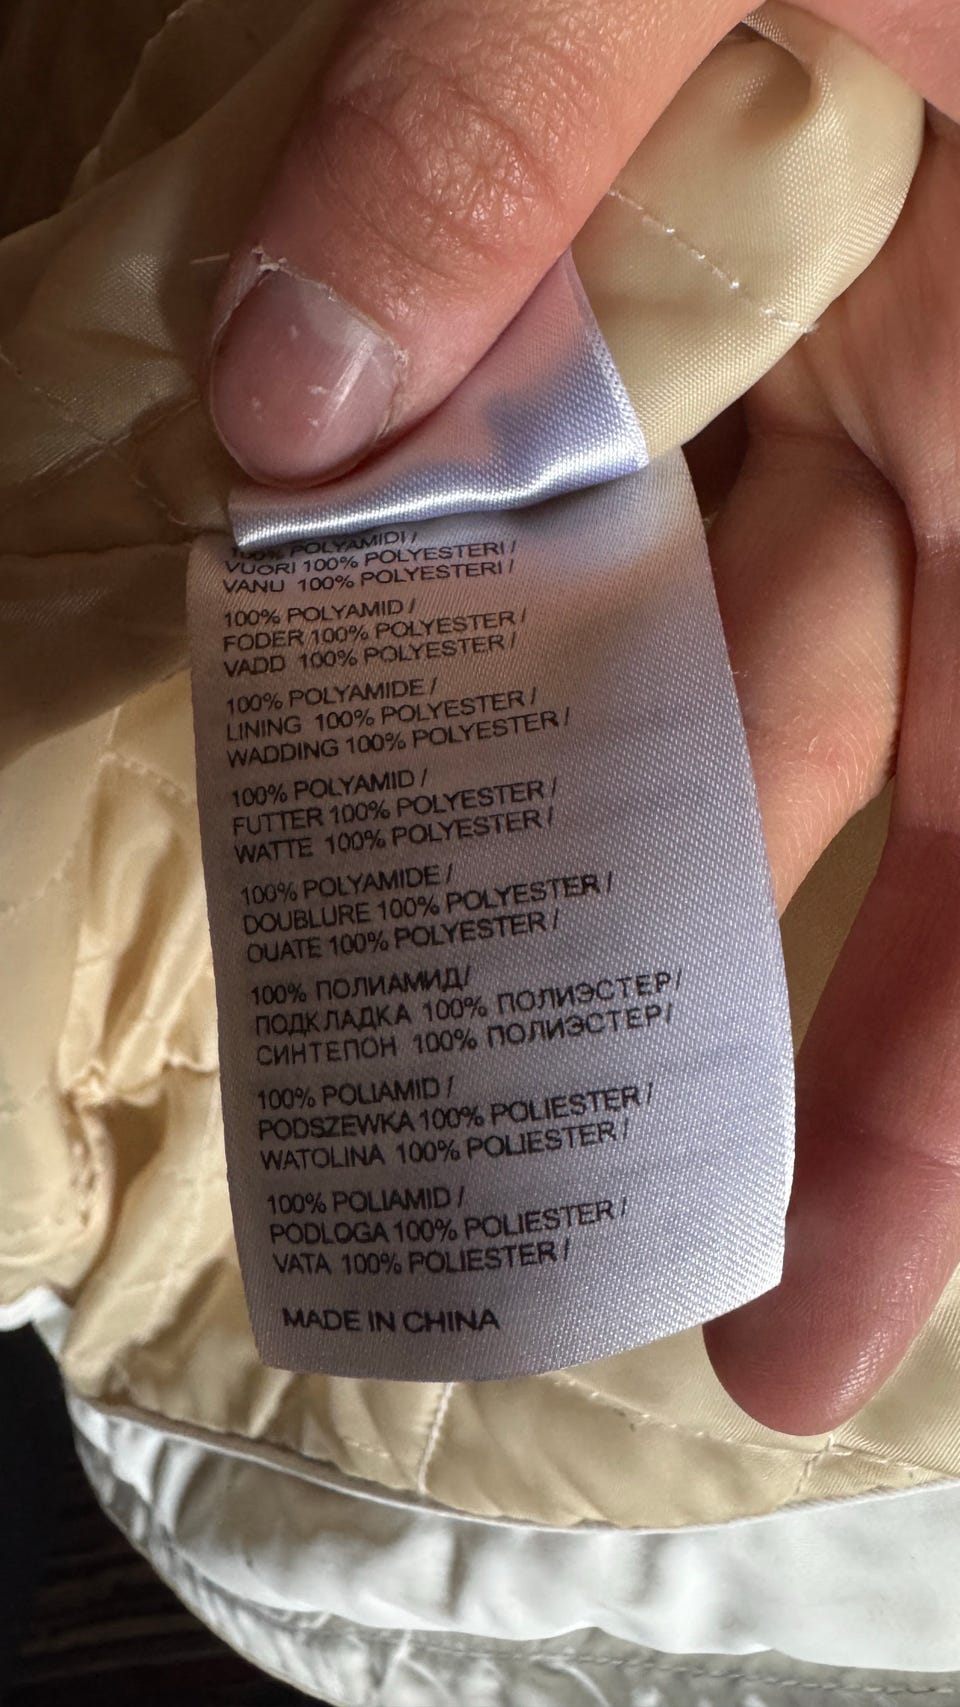 100% POLYAMIDI /
VUORI 100% POLYESTERI /
VANU 100% POLYESTERI /
100% POLYAMID /
FODER 100% POLYESTER /
VADD 100% POLYESTER /
100% POLYAMIDE /
LINING 100% POLYESTER /
WADDING 100% POLYESTER /
100% POLYAMID /
FUTTER 100% POLYESTER /
WATTE 100% POLYESTER /
100% POLYAMIDE /
DOUBLURE 100% POLYESTER /
OUATE 100% POLYESTER /
100% ПОЛИАМИД/
ПОДКЛАДКА 100% ПОЛИЭСТЕР/
СИНТЕПОН 100% ПОЛИЭСТЕР/
100% POLIAMID /
PODSZEWKA 100% POLIESTER /
WATOLINA 100% POLIESTER /
100% POLIAMID /
PODLOGA 100% POLIESTER /
VATA 100% POLIESTER /
MADE IN CHINA